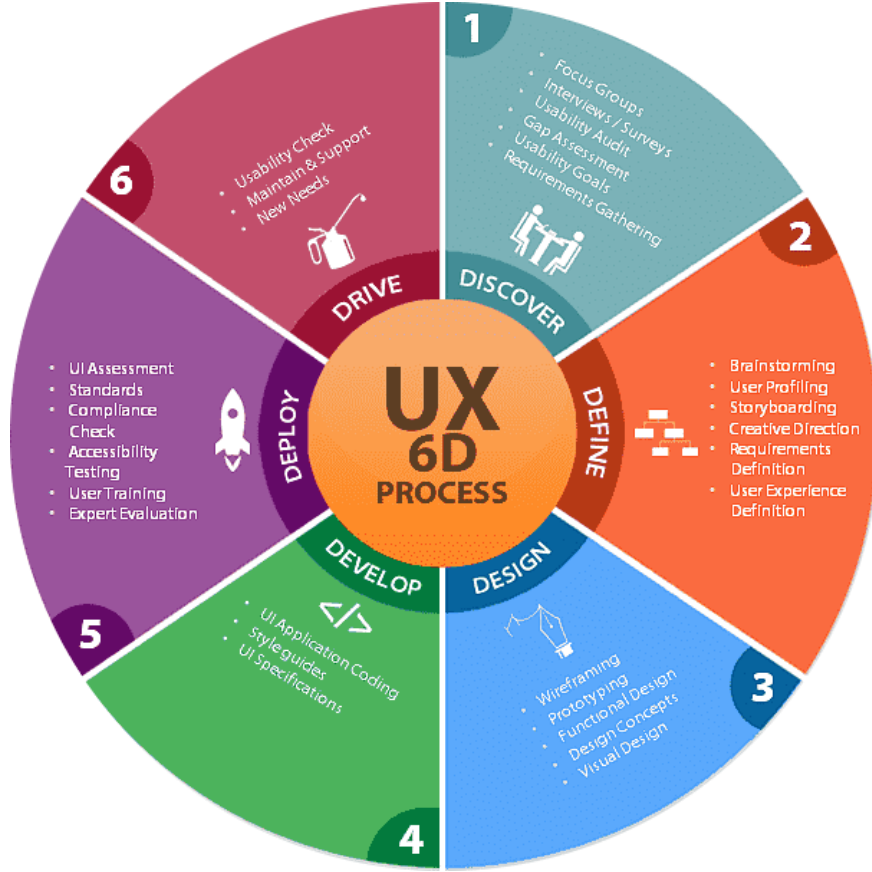 UX
6D
PROCESS
1
DISCOVER
Focus Groups
Interviews / Surveys
Usability Audit
Gap Assessment
Usability Goals
Requirements Gathering
2
DEFINE
Brainstorming
User Profiling
Storyboarding
Creative Direction
Requirements
Definition
User Experience
Definition
3
DESIGN
Wireframing
Prototyping
Functional Design
Design Concepts
Visual Design
4
DEVELOP
</>
UI Application Coding
Style guides
UI Specifications
5
DEPLOY
UI Assessment
Standards
Compliance
Check
Accessibility
Testing
User Training
Expert Evaluation
6
DRIVE
Usability Check
Maintain & Support
New Needs